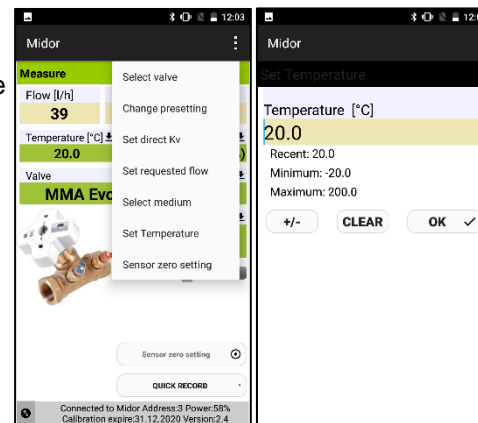 e
12:03
Midor
Measure
Flow [l/h]
39
Temperature [°C]
20.0
Valve
MMA Evo
Select valve
Change presetting
Set direct Kv
Set requested flow
Select medium
Set Temperature
Sensor zero setting
Sensor zero setting
QUICK RECORD
Connected to Midor Address:3 Power:58%
Calibration expire:31.12.2020 Version:2.4
12:0
Midor
Set Temperature
Temperature [°C]
20.0
Recent: 20.0
Minimum: -20.0
Maximum: 200.0
+/- CLEAR OK